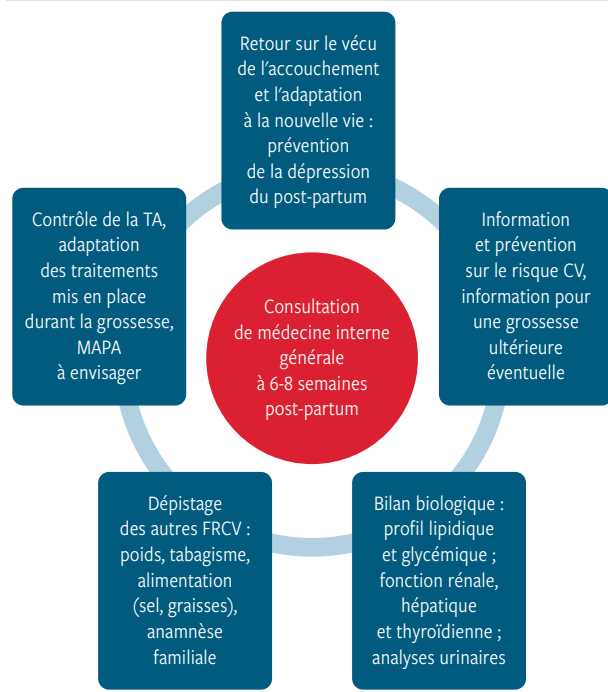 Retour sur le vécu
de l'accouchement
et l'adaptation
à la nouvelle vie :
prévention
de la dépression
du post-partum
Contrôle de la TA,
adaptation
des traitements
mis en place
durant la grossesse,
MAPA
à envisager
Information
et prévention
sur le risque CV,
information pour
une grossesse
ultérieure
éventuelle
Consultation
de médecine interne
générale
à 6-8 semaines
post-partum
Dépistage
des autres FRCV :
poids, tabagisme,
alimentation
(sel, graisses),
anamnèse
familiale
Bilan biologique :
profil lipidique
et glycémique ;
fonction rénale,
hépatique
et thyroïdienne ;
analyses urinaires